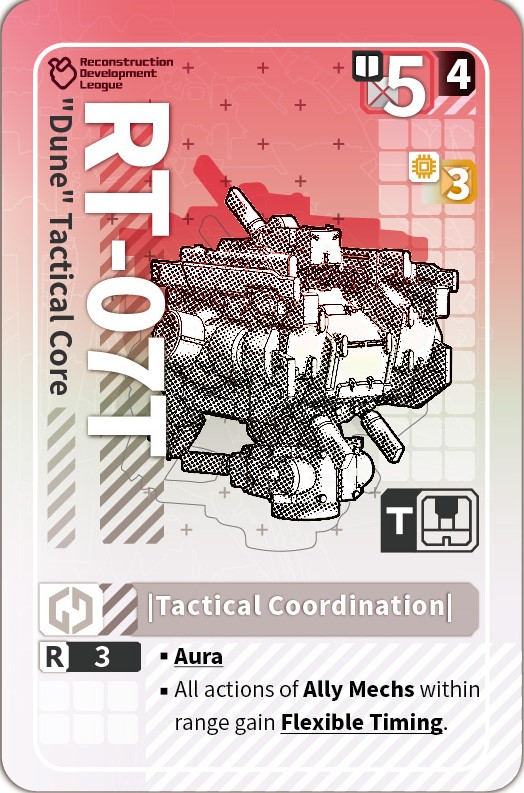 Reconstruction
Development
League
5
4
3
"Dune" Tactical Core
RT-07T
T
|Tactical Coordination|
R 3
▪ Aura
▪ All actions of Ally Mechs within
range gain Flexible Timing.